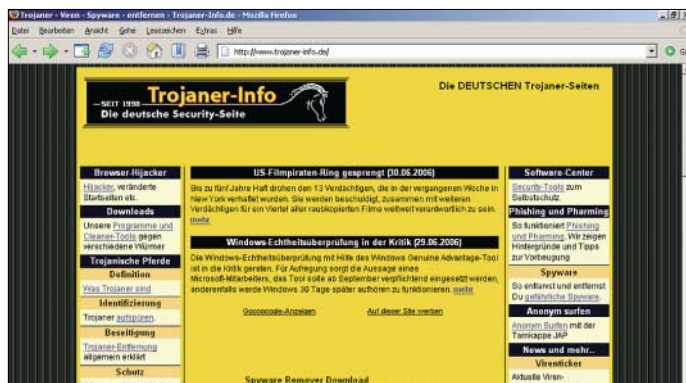 Trojaner - Viren - Spyware - entfernen - Trojaner-Info.de - Mozilla Firefox
Datei Bearbeiten Ansicht Gehe Lesezeichen Extras Hilfe
http://www.trojaner-info.de/
SEIT 1998
Trojaner-Info
Die deutsche Security-Seite
Die DEUTSCHEN Trojaner-Seiten
Browser-Hijacker
Hijacker, veränderte
Startseiten etc.
Downloads
Unsere Programme und
Cleaner-Tools gegen
verschiedene Würmer
Trojanische Pferde
Definition
Was Trojaner sind
Identifizierung
Trojaner aufspüren.
Beseitigung
Trojaner-Entfernung
allgemein erklärt
Schutz
US-Filmpiraten-Ring gesprengt (30.06.2006)
Bis zu fünf Jahre Haft drohen den 13 Verdächtigen, die in der vergangenen Woche in
New York verhaftet wurden. Sie werden beschuldigt, zusammen mit weiteren
Verdächtigen für ein Viertel aller raubkopierten Filme weltweit verantwortlich zu sein.
mehr
Windows-Echtheitsüberprüfung in der Kritik (29.06.2006)
Die Windows-Echtheitsüberprüfung mit Hilfe des Windows Genuine Advantage-Tool
ist in die Kritik geraten. Für Aufregung sorgt die Aussage eines
Microsoft-Mitarbeiters, das Tool solle ab September verpflichtend eingesetzt werden,
anderenfalls werde Windows 30 Tage später aufhören zu funktionieren. mehr
Goooooogle-Anzeigen Auf dieser Site werben
Spyware Remover Download
Software-Center
Security-Tools zum
Selbstschutz.
Phishing und Pharming
So funktioniert Phishing
und Pharming. Wir zeigen
Hintergründe und Tipps
zur Vorbeugung
Spyware
So enttarnst und entfernst
Du gefährliche Spyware.
Anonym surfen
Anonym Surfen mit der
Tarnkappe JAP
News und mehr..
Virenticker
Aktuelle Viren-